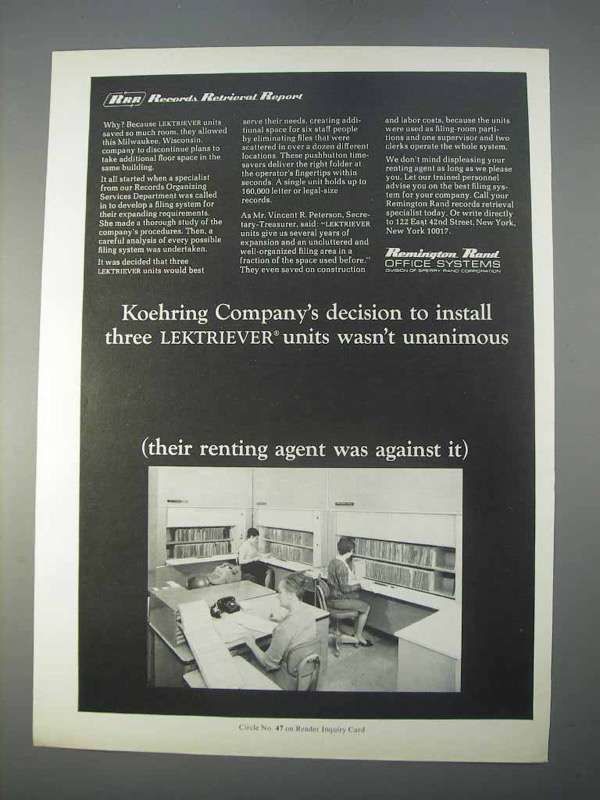 RRR Records Retrieval Report
Why? Because LEKTRIEVER units
saved so much room, they allowed
this Milwaukee, Wisconsin,
company to discontinue plans to
take additional floor space in the
same building.
It all started when a specialist
from our Records Organizing
Services Department was called
in to develop a filing system for
their expanding requirements.
She made a thorough study of the
company's procedures. Then, a
careful analysis of every possible
filing system was undertaken.
It was decided that three
LEKTRIEVER units would best
serve their needs, creating addi-
tional space for six staff people
by eliminating files that were
scattered in over a dozen different
locations. These pushbutton time-
savers deliver the right folder at
the operator's fingertips within
seconds. A single unit holds up to
160,000 letter or legal-size
records.
As Mr. Vincent R. Peterson, Secre-
tary-Treasurer, said: "LEKTRIEVER
units give us several years of
expansion and an uncluttered and
well-organized filing area in a
fraction of the space used before."
They even saved on construction
and labor costs, because the units
were used as filing-room parti-
tions and one supervisor and two
clerks operate the whole system.
We don't mind displeasing your
renting agent as long as we please
you. Let our trained personnel
advise you on the best filing sys-
tem for your company. Call your
Remington Rand records retrieval
specialist today. Or write directly
to 122 East 42nd Street, New York,
New York 10017.
Remington Rand
OFFICE SYSTEMS
DIVISION OF SPERRY RAND CORPORATION
Koehring Company's decision to install
three LEKTRIEVER® units wasn't unanimous
(their renting agent was against it)
Circle No. 47 on Reader Inquiry Card